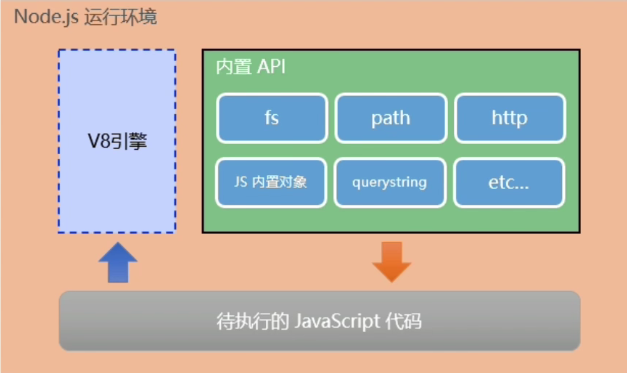 Node.js 运行环境
V8引擎
内置 API
fs
path
http
JS 内置对象
querystring
etc...
待执行的 JavaScript 代码